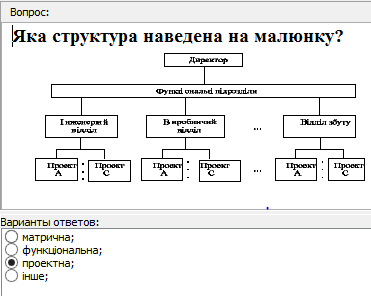 Вопрос:
Яка структура наведена на малюнку?
Директор
Функціональні підрозділи
Інженерний відділ
Виробничий відділ
...
Відділ збуту
Проект А
:
Проект С
Проект А
:
Проект С
...
Проект А
:
Проект С
Варианты ответов:
матрична;
функціональна;
проектна;
інше;